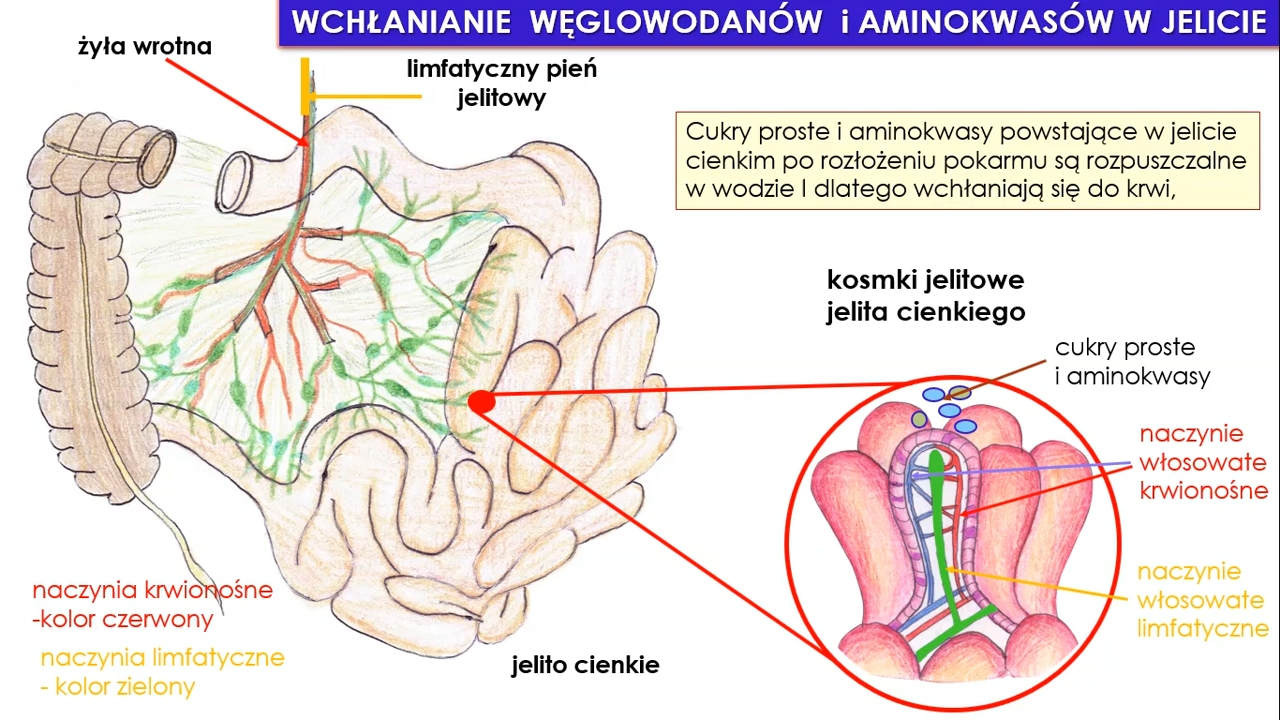 WCHŁANIANIE WĘGLOWODANÓW i AMINOKWASÓW W JELICIE
żyła wrotna
limfatyczny pień
jelitowy
Cukry proste i aminokwasy powstające w jelicie
cienkim po rozłożeniu pokarmu są rozpuszczalne
w wodzie I dlatego wchłaniają się do krwi,
kosmki jelitowe
jelita cienkiego
cukry proste
i aminokwasy
naczynie
włosowate
krwionośne
naczynie
włosowate
limfatyczne
naczynia krwionośne
-kolor czerwony
naczynia limfatyczne
- kolor zielony
jelito cienkie